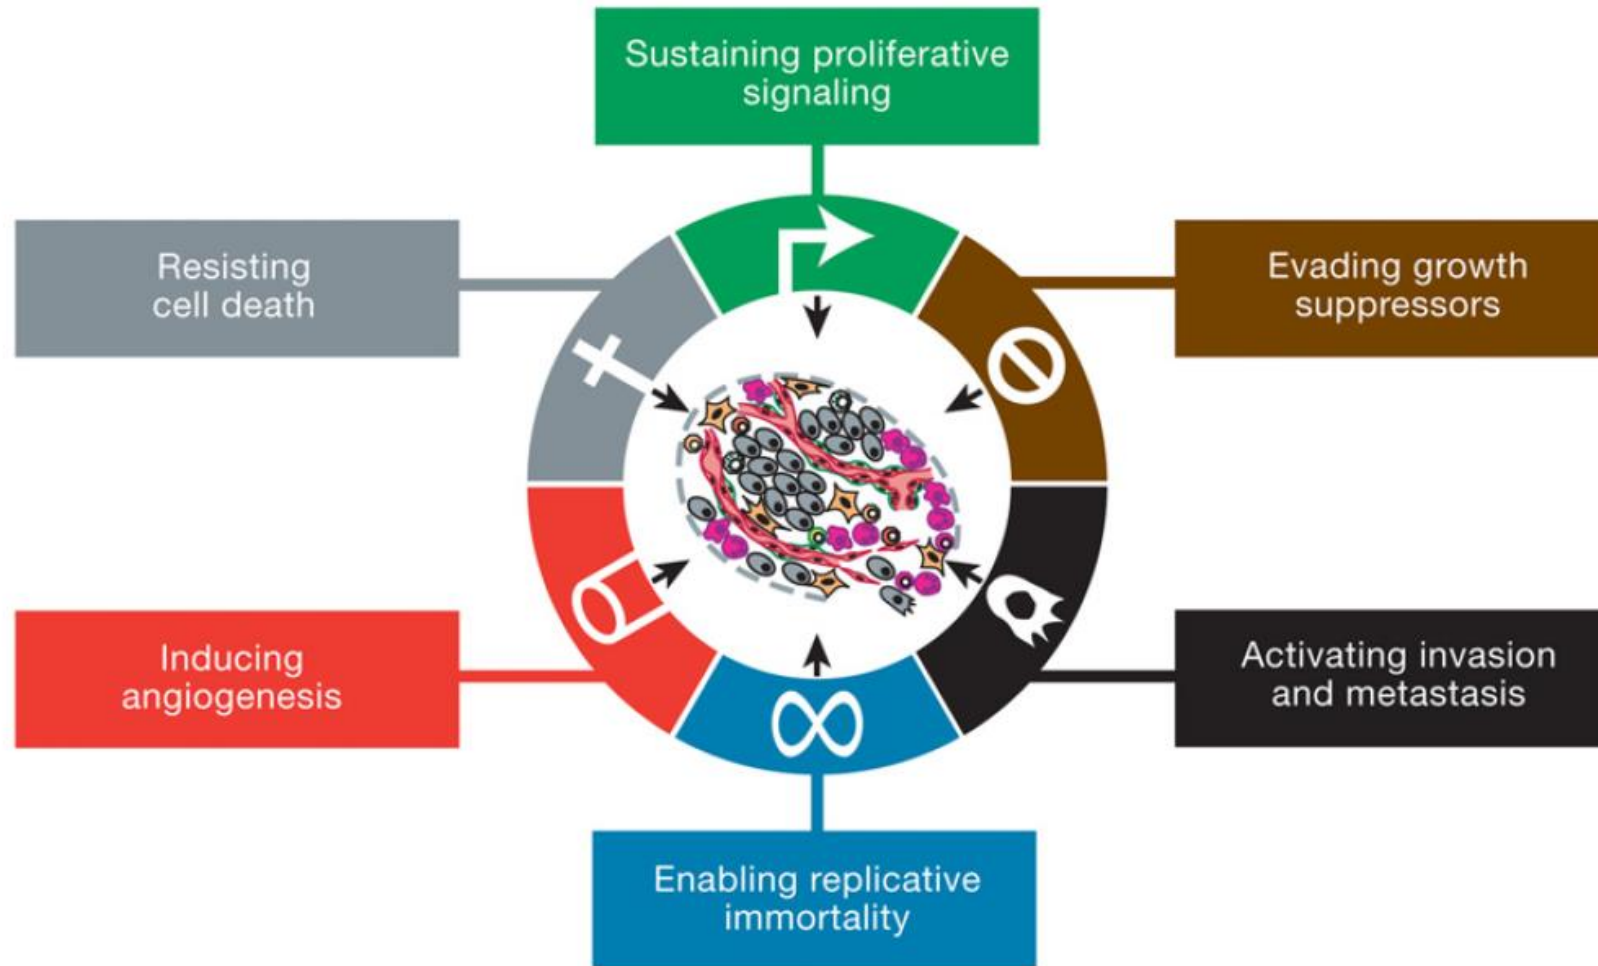 Sustaining proliferative
signaling
Resisting
cell death
Evading growth
suppressors
Inducing
angiogenesis
Activating invasion
and metastasis
Enabling replicative
immortality